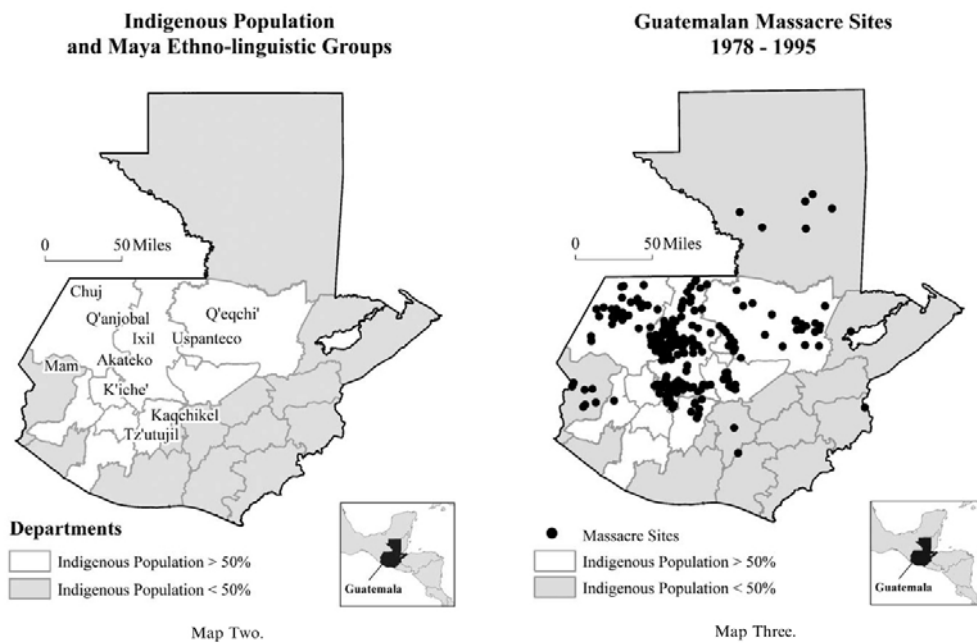 Indigenous Population
and Maya Ethno-linguistic Groups
0 50 Miles
Chuj
Q'anjobal
Ixil
Q'eqchi'
Uspanteco
Akateko
Mam
K'iche'
Kaqchikel
Tz'utujil
Departments
Indigenous Population > 50%
Indigenous Population < 50%
Guatemala
Map Two.
Guatemalan Massacre Sites
1978 - 1995
0 50 Miles
Massacre Sites
Indigenous Population > 50%
Indigenous Population < 50%
Guatemala
Map Three.